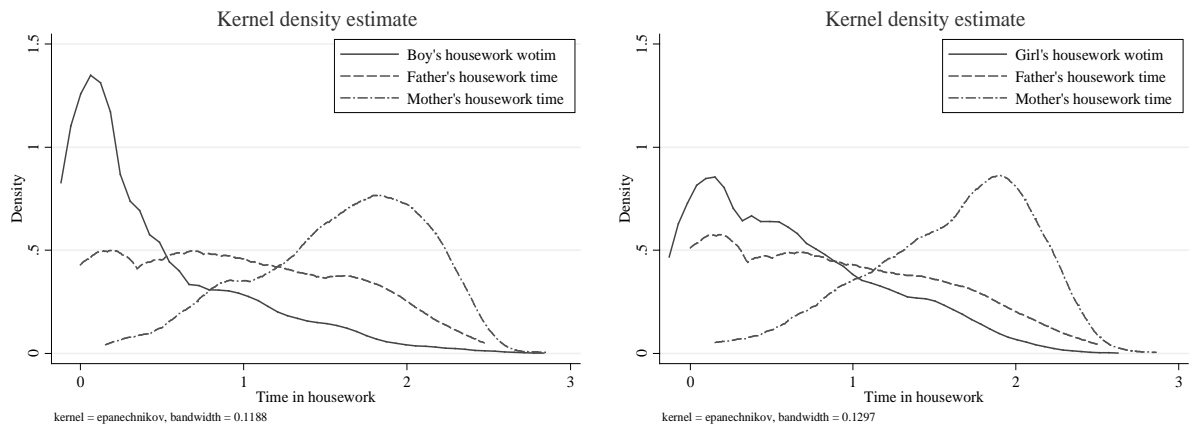 Kernel density estimate
1.5
1
.5
0
Density
Boy's housework wotim
Father's housework time
Mother's housework time
0 1 2 3
Time in housework
kernel = epanechnikov, bandwidth = 0.1188
Kernel density estimate
1.5
1
.5
0
Density
Girl's housework wotim
Father's housework time
Mother's housework time
0 1 2 3
Time in housework
kernel = epanechnikov, bandwidth = 0.1297